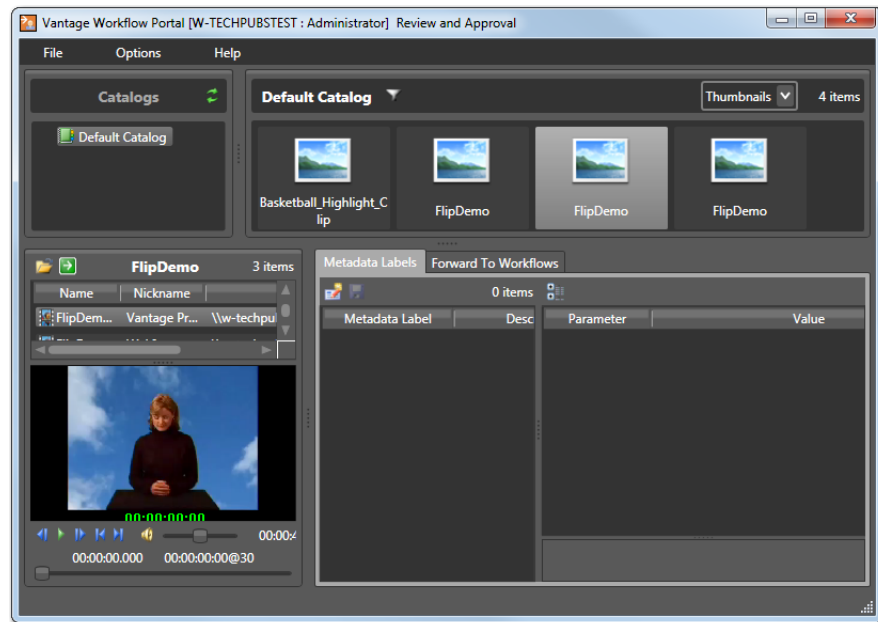 Vantage Workflow Portal [W-TECHPUBSTEST : Administrator] Review and Approval
File Options Help
Catalogs
Default Catalog
Default Catalog
Thumbnails
4 items
Basketball_Highlight_C
lip
FlipDemo
FlipDemo
FlipDemo
FlipDemo
3 items
Name Nickname
FlipDem... Vantage Pr... \\w-techpu
00:00:00:00
00:00:4
00:00:00.000 00:00:00:00@30
Metadata Labels Forward To Workflows
0 items
Metadata Label Desc
Parameter Value